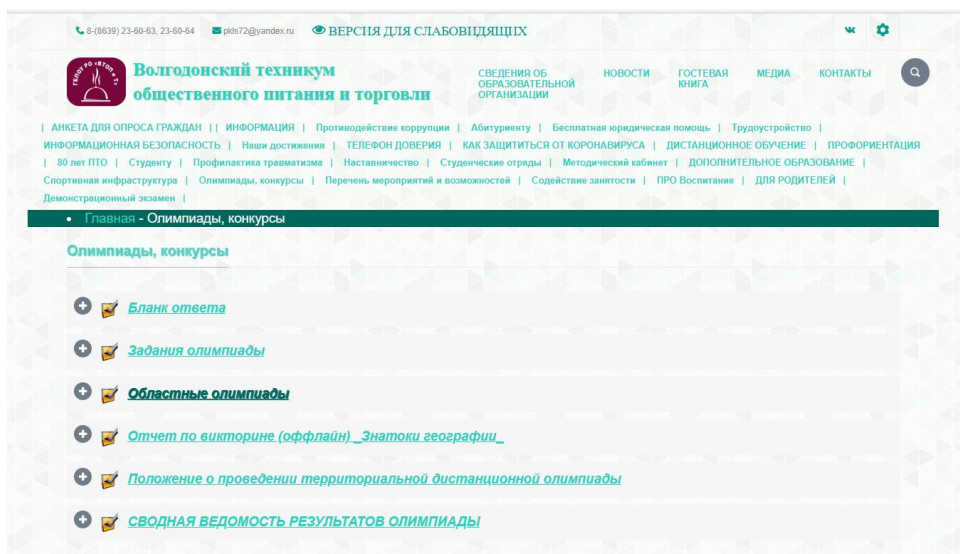 8-(8639) 23-60-63, 23-60-64 pkls72@yandex.ru ВЕРСИЯ ДЛЯ СЛАБОВИДЯЩИХ
ГБПОУ РО «ВТОПиТ»
Волгодонский техникум
общественного питания и торговли
СВЕДЕНИЯ ОБ
ОБРАЗОВАТЕЛЬНОЙ
ОРГАНИЗАЦИИ
НОВОСТИ
ГОСТЕВАЯ
КНИГА
МЕДИА
КОНТАКТЫ
| АНКЕТА ДЛЯ ОПРОСА ГРАЖДАН | | ИНФОРМАЦИЯ | Противодействие коррупции | Абитуриенту | Бесплатная юридическая помощь | Трудоустройство |
ИНФОРМАЦИОННАЯ БЕЗОПАСНОСТЬ | Наши достижения | ТЕЛЕФОН ДОВЕРИЯ | КАК ЗАЩИТИТЬСЯ ОТ КОРОНАВИРУСА | ДИСТАНЦИОННОЕ ОБУЧЕНИЕ | ПРОФОРИЕНТАЦИЯ
| 80 лет ПТО | Студенту | Профилактика травматизма | Наставничество | Студенческие отряды | Методический кабинет | ДОПОЛНИТЕЛЬНОЕ ОБРАЗОВАНИЕ |
Спортивная инфраструктура | Олимпиады, конкурсы | Перечень мероприятий и возможностей | Содействие занятости | ПРО Воспитание | ДЛЯ РОДИТЕЛЕЙ |
Демонстрационный экзамен |
• Главная - Олимпиады, конкурсы
Олимпиады, конкурсы
Бланк ответа
Задания олимпиады
Областные олимпиады
Отчет по викторине (оффлайн) _Знатоки географии_
Положение о проведении территориальной дистанционной олимпиады
СВОДНАЯ ВЕДОМОСТЬ РЕЗУЛЬТАТОВ ОЛИМПИАДЫ